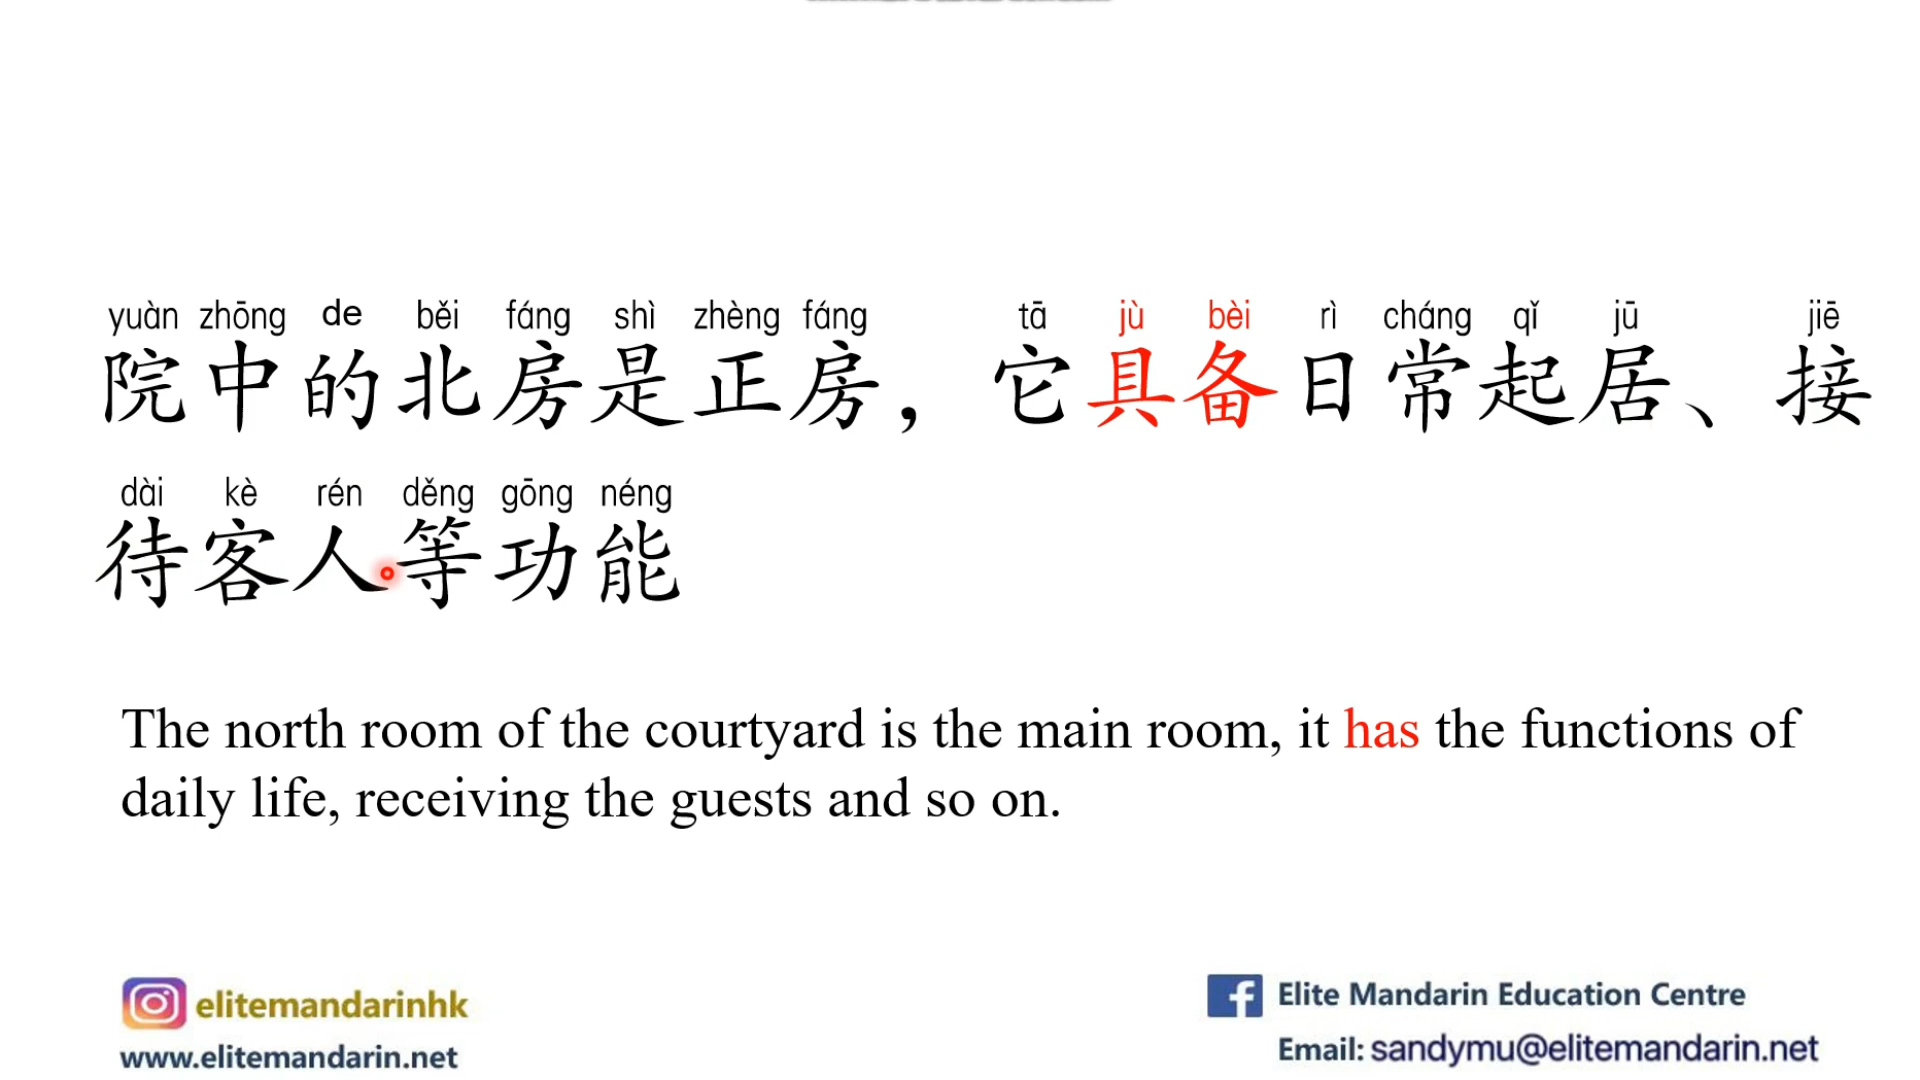 yuàn zhōng de běi fáng shì zhèng fáng tā jù bèi rì cháng qǐ jū jiē
院中的北房是正房，它具备日常起居、接
dài kè rén děng gōng néng
待客人等功能
The north room of the courtyard is the main room, it has the functions of
daily life, receiving the guests and so on.
elitemandarinhk
www.elitemandarin.net
Elite Mandarin Education Centre
Email: sandymu@elitemandarin.net